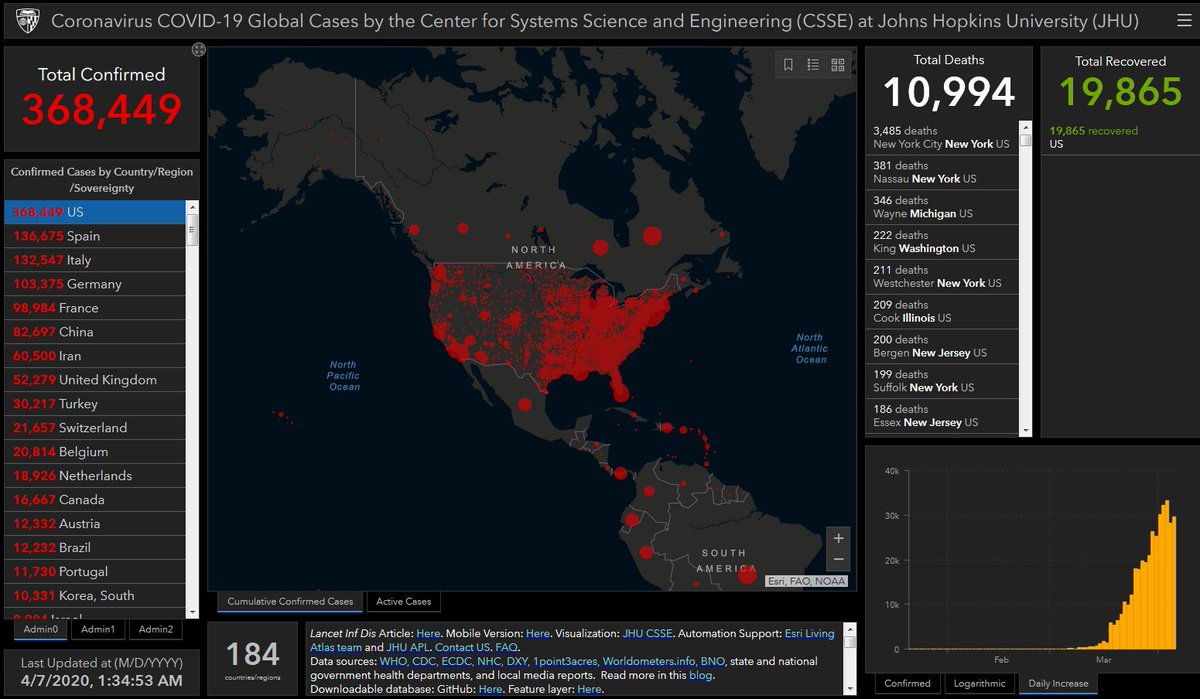 Coronavirus COVID-19 Global Cases by the Center for Systems Science and Engineering (CSSE) at Johns Hopkins University (JHU)
Total Confirmed
368,449
Confirmed Cases by Country/Region
/Sovereignty
368,449 US
136,675 Spain
132,547 Italy
103,375 Germany
98,984 France
82,697 China
60,500 Iran
52,279 United Kingdom
30,217 Turkey
21,657 Switzerland
20,814 Belgium
18,926 Netherlands
16,667 Canada
12,332 Austria
12,232 Brazil
11,730 Portugal
10,331 Korea, South
Admin0
Admin1
Admin2
Last Updated at (M/D/YYYY)
4/7/2020, 1:34:53 AM
NORTH
AMERICA
North
Pacific
Ocean
North
Atlantic
Ocean
SOUTH
AMERICA
+
−
Esri, FAO, NOAA
Cumulative Confirmed Cases
Active Cases
184
countries/regions
Lancet Inf Dis Article: Here. Mobile Version: Here. Visualization: JHU CSSE. Automation Support: Esri Living
Atlas team and JHU APL. Contact US. FAQ.
Data sources: WHO, CDC, ECDC, NHC, DXY, 1point3acres, Worldometers.info, BNO, state and national
government health departments, and local media reports. Read more in this blog.
Downloadable database: GitHub: Here. Feature layer: Here.
Total Deaths
10,994
3,485 deaths
New York City New York US
381 deaths
Nassau New York US
346 deaths
Wayne Michigan US
222 deaths
King Washington US
211 deaths
Westchester New York US
209 deaths
Cook Illinois US
200 deaths
Bergen New Jersey US
199 deaths
Suffolk New York US
186 deaths
Essex New Jersey US
Total Recovered
19,865
19,865 recovered
US
40k
30k
20k
10k
0
Feb
Mar
Confirmed
Logarithmic
Daily Increase